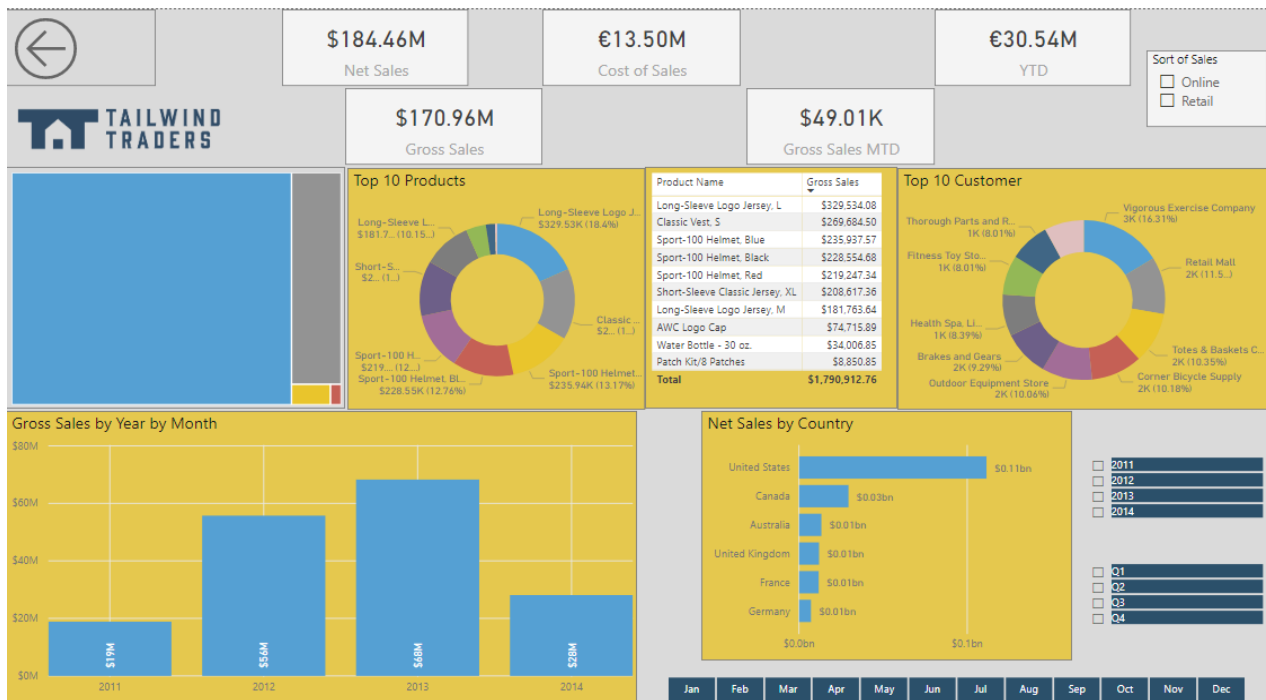 $184.46M
Net Sales
€13.50M
Cost of Sales
€30.54M
YTD
Sort of Sales
Online
Retail
TAILWIND
TRADERS
$170.96M
Gross Sales
$49.01K
Gross Sales MTD
Top 10 Products
Long-Sleeve Logo J...
$329.53K (18.4%)
Classic ...
$2... (1...)
Sport-100 Helmet...
$235.94K (13.17%)
Sport-100 Helmet, Bl...
$228.55K (12.76%)
Sport-100 H...
$219.... (12....)
Short-S...
$2... (1...)
Long-Sleeve L...
$181.7... (10.15...)
Product Name Gross Sales
Long-Sleeve Logo Jersey, L $329,534.08
Classic Vest, S $269,684.50
Sport-100 Helmet, Blue $235,937.57
Sport-100 Helmet, Black $228,554.68
Sport-100 Helmet, Red $219,247.34
Short-Sleeve Classic Jersey, XL $208,617.36
Long-Sleeve Logo Jersey, M $181,763.64
AWC Logo Cap $74,715.89
Water Bottle - 30 oz. $34,006.85
Patch Kit/8 Patches $8,850.85
Total $1,790,912.76
Top 10 Customer
Vigorous Exercise Company
3K (16.31%)
Retail Mall
2K (11.5...)
Totes & Baskets C...
2K (10.35%)
Corner Bicycle Supply
2K (10.18%)
Outdoor Equipment Store
2K (10.06%)
Brakes and Gears
2K (9.29%)
Health Spa, Li...
1K (8.39%)
Fitness Toy Sto...
1K (8.01%)
Thorough Parts and R...
1K (8.01%)
Gross Sales by Year by Month
$80M
$60M
$40M
$20M
$0M
$19M
$56M
$68M
$28M
2011 2012 2013 2014
Net Sales by Country
United States $0.11bn
Canada $0.03bn
Australia $0.01bn
United Kingdom $0.01bn
France $0.01bn
Germany $0.01bn
$0.0bn $0.1bn
2011
2012
2013
2014
Q1
Q2
Q3
Q4
Jan Feb Mar Apr May Jun Jul Aug Sep Oct Nov Dec